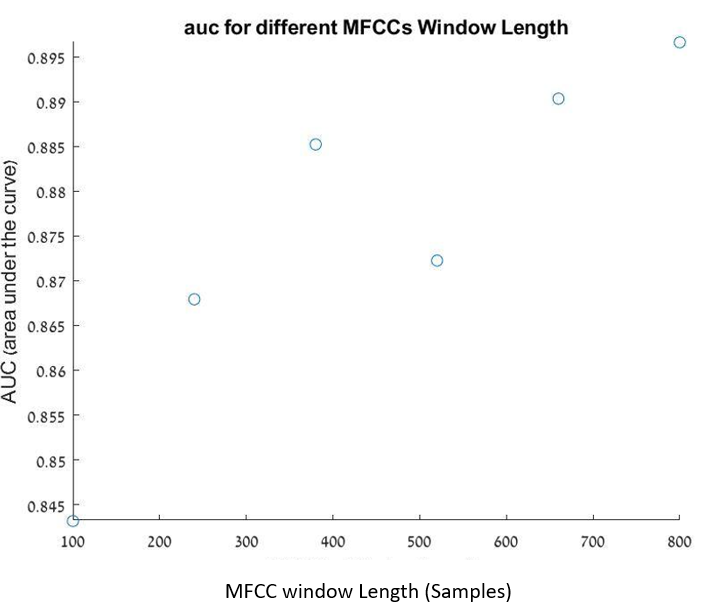 auc for different MFCCs Window Length
AUC (area under the curve)
0.895
0.89
0.885
0.88
0.875
0.87
0.865
0.86
0.855
0.85
0.845
100 200 300 400 500 600 700 800
MFCC window Length (Samples)